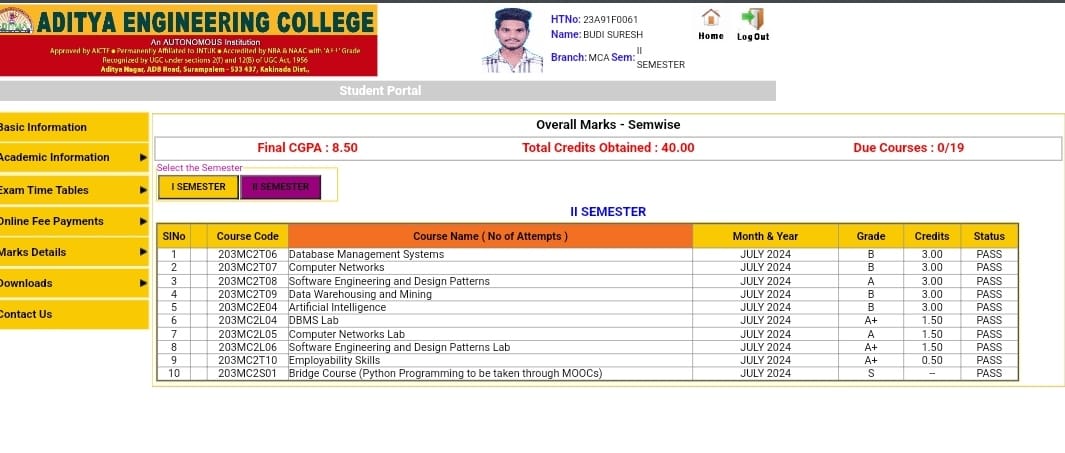 ADITYA ENGINEERING COLLEGE
An AUTONOMOUS Institution
Approved by AICTE • Permanently Affiliated to JNTUK • Accredited by NBA & NAAC with 'A++' Grade
Recognized by UGC under sections 2(f) and 12(B) of UGC Act, 1956
Aditya Nagar, ADB Road, Surampalem - 533 437, Kakinada Dist.,
HTNo: 23A91F0061
Name: BUDI SURESH
Branch: MCA Sem: II SEMESTER
Home
Log Out
Student Portal
Basic Information
Academic Information
Exam Time Tables
Online Fee Payments
Marks Details
Downloads
Contact Us
Overall Marks - Semwise
Final CGPA : 8.50 Total Credits Obtained : 40.00 Due Courses : 0/19
Select the Semester
I SEMESTER II SEMESTER
II SEMESTER
SlNo Course Code Course Name ( No of Attempts ) Month & Year Grade Credits Status
1 203MC2T06 Database Management Systems JULY 2024 B 3.00 PASS
2 203MC2T07 Computer Networks JULY 2024 B 3.00 PASS
3 203MC2T08 Software Engineering and Design Patterns JULY 2024 A 3.00 PASS
4 203MC2T09 Data Warehousing and Mining JULY 2024 B 3.00 PASS
5 203MC2E04 Artificial Intelligence JULY 2024 B 3.00 PASS
6 203MC2L04 DBMS Lab JULY 2024 A+ 1.50 PASS
7 203MC2L05 Computer Networks Lab JULY 2024 A 1.50 PASS
8 203MC2L06 Software Engineering and Design Patterns Lab JULY 2024 A+ 1.50 PASS
9 203MC2T10 Employability Skills JULY 2024 A+ 0.50 PASS
10 203MC2S01 Bridge Course (Python Programming to be taken through MOOCs) JULY 2024 S -- PASS